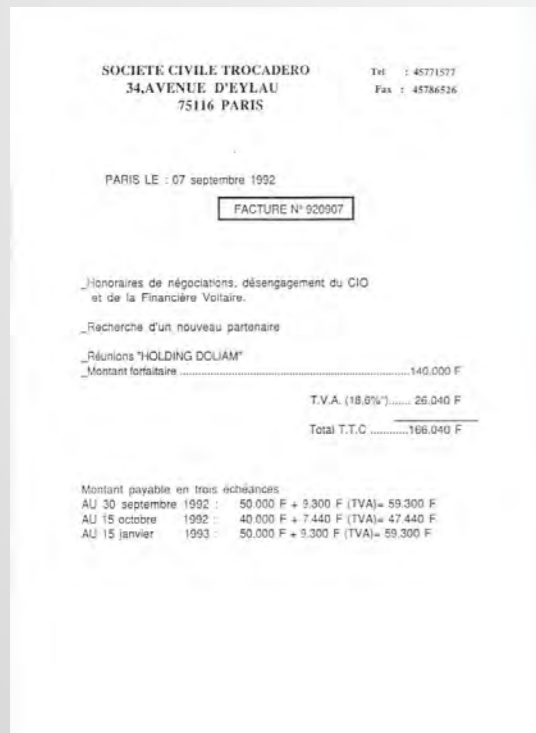 SOCIETE CIVILE TROCADERO
34,AVENUE D'EYLAU
75116 PARIS
Tel : 45771577
Fax : 45786526
PARIS LE : 07 septembre 1992
FACTURE N° 920907
_Honoraires de négociations, désengagement du CIO
et de la Financière Voltaire.
_Recherche d'un nouveau partenaire
_Réunions "HOLDING DOLIAM"
_Montant forfaitaire ..........................................................140.000 F
T.V.A. (18,6%")....... 26.040 F
Total T.T.C ............166.040 F
Montant payable en trois échéances
AU 30 septembre 1992 : 50.000 F + 9.300 F (TVA)= 59.300 F
AU 15 octobre 1992 : 40.000 F + 7.440 F (TVA)= 47.440 F
AU 15 janvier 1993 : 50.000 F + 9.300 F (TVA)= 59.300 F